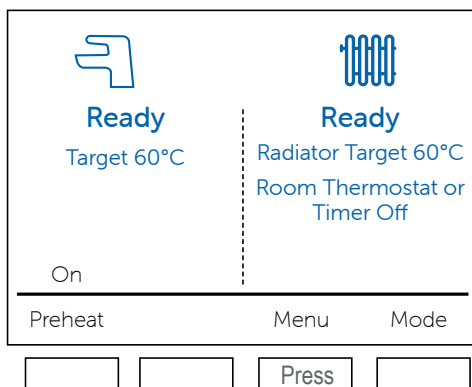 Ready
Target 60°C
On
Ready
Radiator Target 60°C
Room Thermostat or
Timer Off
Preheat
Menu
Mode
Press